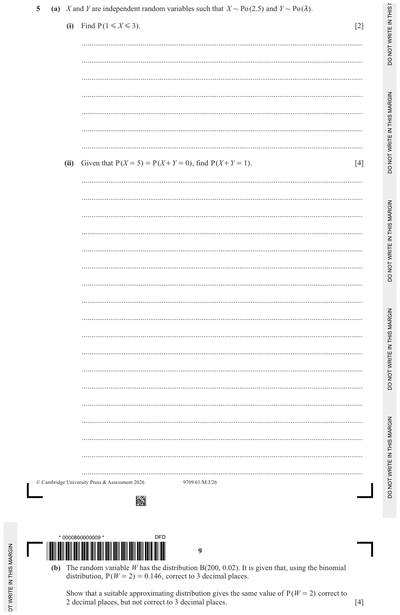 5 (a) X and Y are independent random variables such that X ~ Po(2.5) and Y ~ Po(λ).
(i) Find P(1 ⩽ X ⩽ 3). [2]
(ii) Given that P(X = 5) = P(X + Y = 0), find P(X + Y = 1). [4]
© Cambridge University Press & Assessment 2026 9709/61/M/J/26
DO NOT WRITE IN THIS MARGIN
DO NOT WRITE IN THIS MARGIN
DO NOT WRITE IN THIS MARGIN
DO NOT WRITE IN THIS MARGIN
DO NOT WRITE IN THIS
* 0000800000009 * DFD
9
(b) The random variable W has the distribution B(200, 0.02). It is given that, using the binomial
distribution, P(W = 2) = 0.146, correct to 3 decimal places.
Show that a suitable approximating distribution gives the same value of P(W = 2) correct to
2 decimal places, but not correct to 3 decimal places. [4]
OT WRITE IN THIS MARGIN